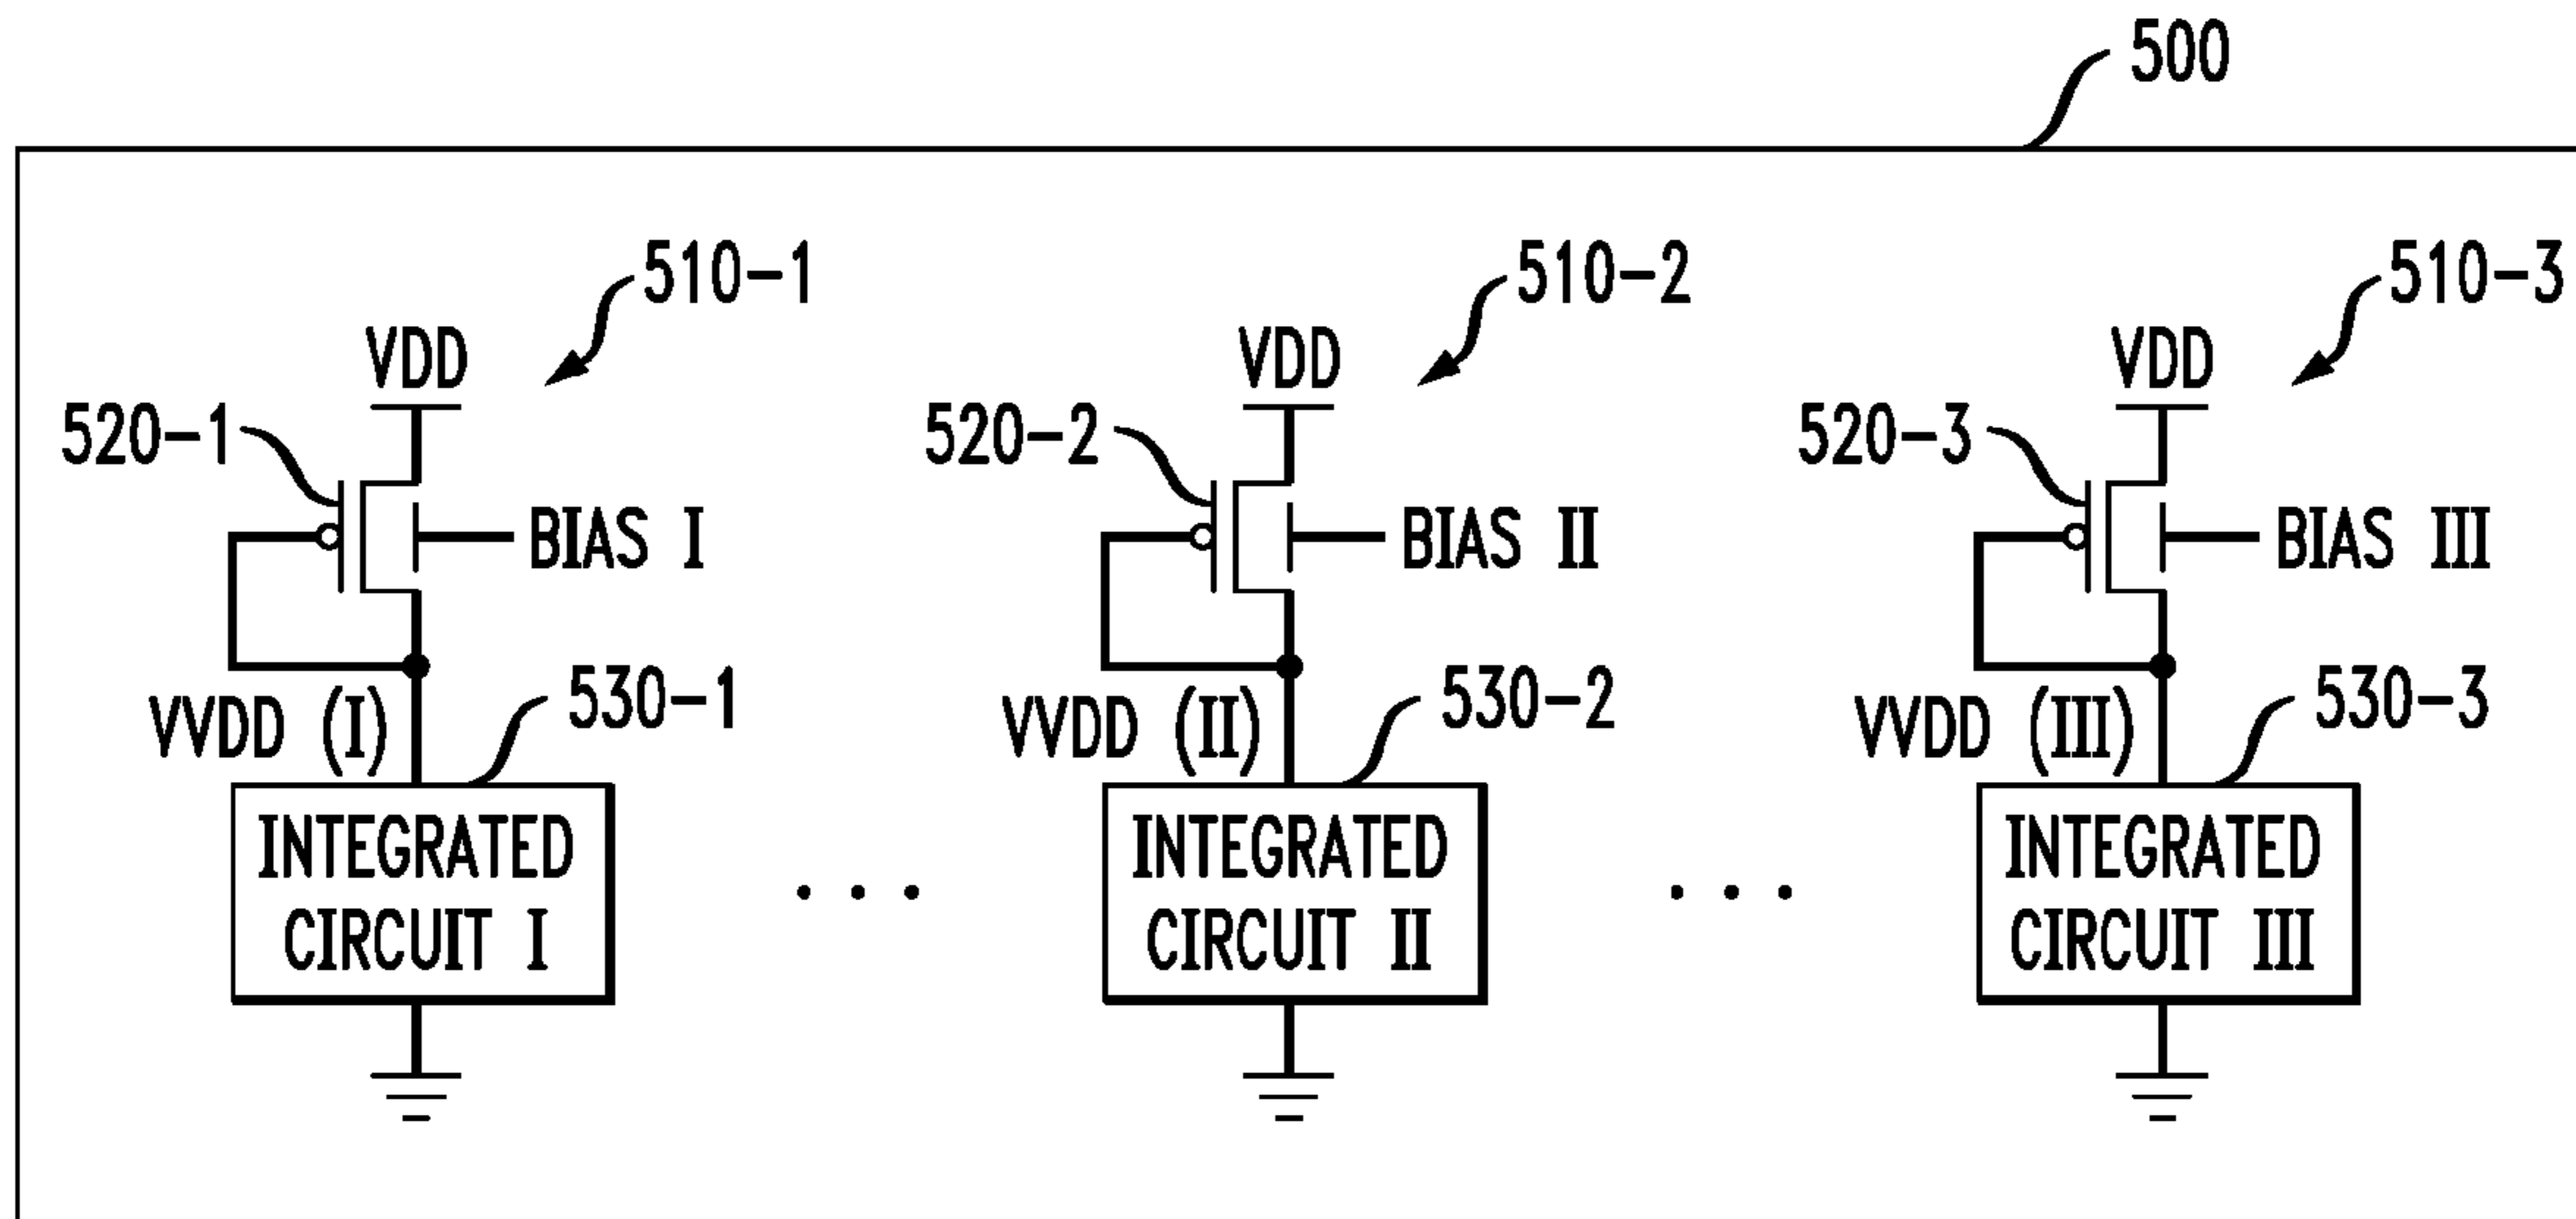 500
510-1
510-2
510-3
VDD
VDD
VDD
520-1
520-2
520-3
BIAS I
BIAS II
BIAS III
VVDD (I)
530-1
VVDD (II)
530-2
VVDD (III)
530-3
INTEGRATED
CIRCUIT I
. . .
INTEGRATED
CIRCUIT II
. . .
INTEGRATED
CIRCUIT III